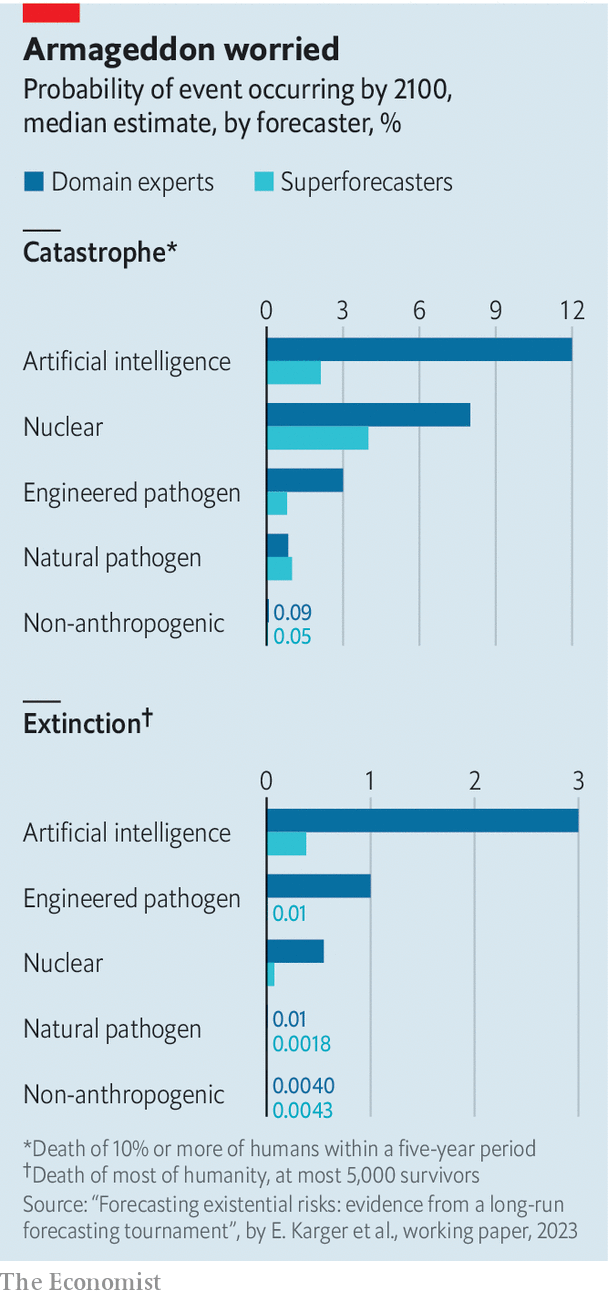 Armageddon worried
Probability of event occurring by 2100,
median estimate, by forecaster, %
Domain experts Superforecasters
Catastrophe*
0 3 6 9 12
Artificial intelligence
Nuclear
Engineered pathogen
Natural pathogen
Non-anthropogenic
0.09
0.05
Extinction†
0 1 2 3
Artificial intelligence
Engineered pathogen
0.01
Nuclear
Natural pathogen
0.01
0.0018
Non-anthropogenic
0.0040
0.0043
*Death of 10% or more of humans within a five-year period
†Death of most of humanity, at most 5,000 survivors
Source: “Forecasting existential risks: evidence from a long-run
forecasting tournament”, by E. Karger et al., working paper, 2023
The Economist